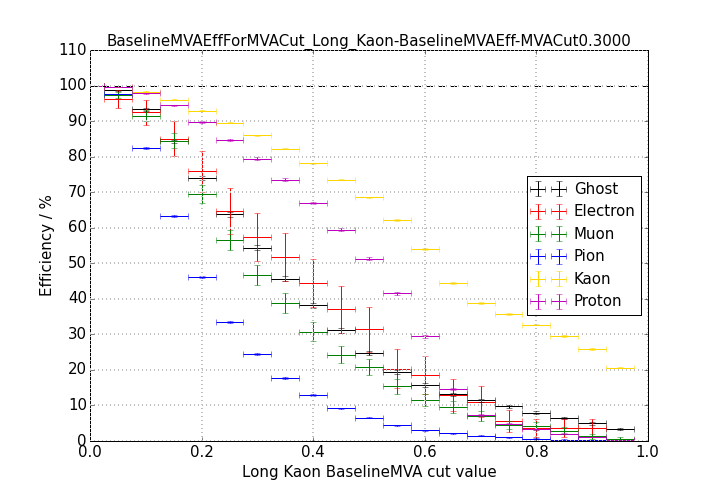 BaselineMVAEffForMVACut_Long_Kaon-BaselineMVAEff-MVACut0.3000
110
100
90
80
70
60
50
40
30
20
10
0
Efficiency / %
Ghost
Electron
Muon
Pion
Kaon
Proton
0.0 0.2 0.4 0.6 0.8 1.0
Long Kaon BaselineMVA cut value